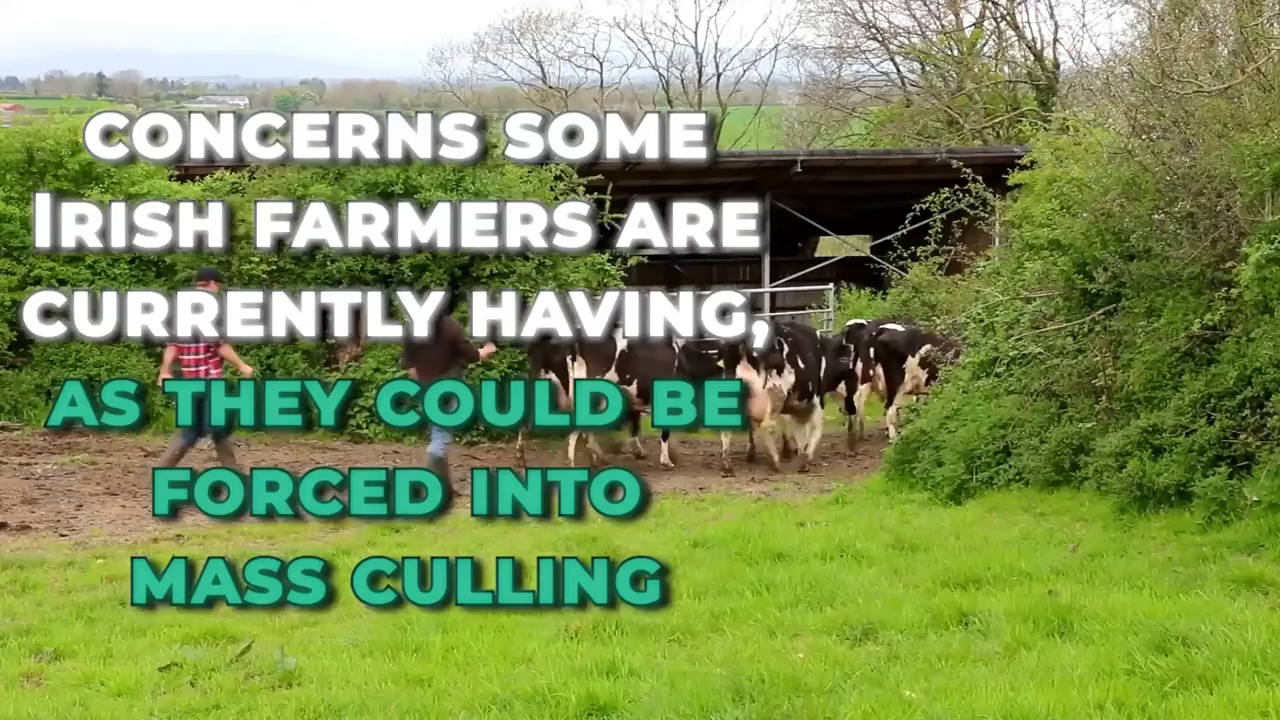 CONCERNS SOME
IRISH FARMERS ARE
CURRENTLY HAVING,
AS THEY COULD BE
FORCED INTO
MASS CULLING